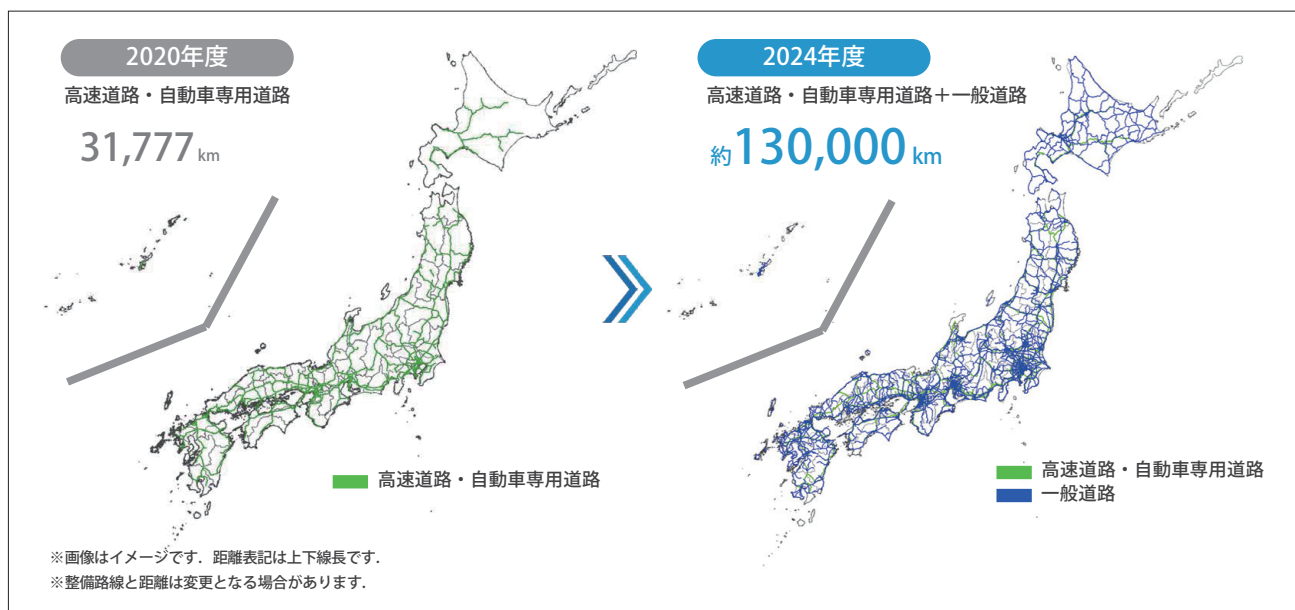 2020年度
高速道路・自動車専用道路
31,777 km
高速道路・自動車専用道路
2024年度
高速道路・自動車専用道路＋一般道路
約130,000 km
高速道路・自動車専用道路
一般道路
※画像はイメージです．距離表記は上下線長です．
※整備路線と距離は変更となる場合があります．